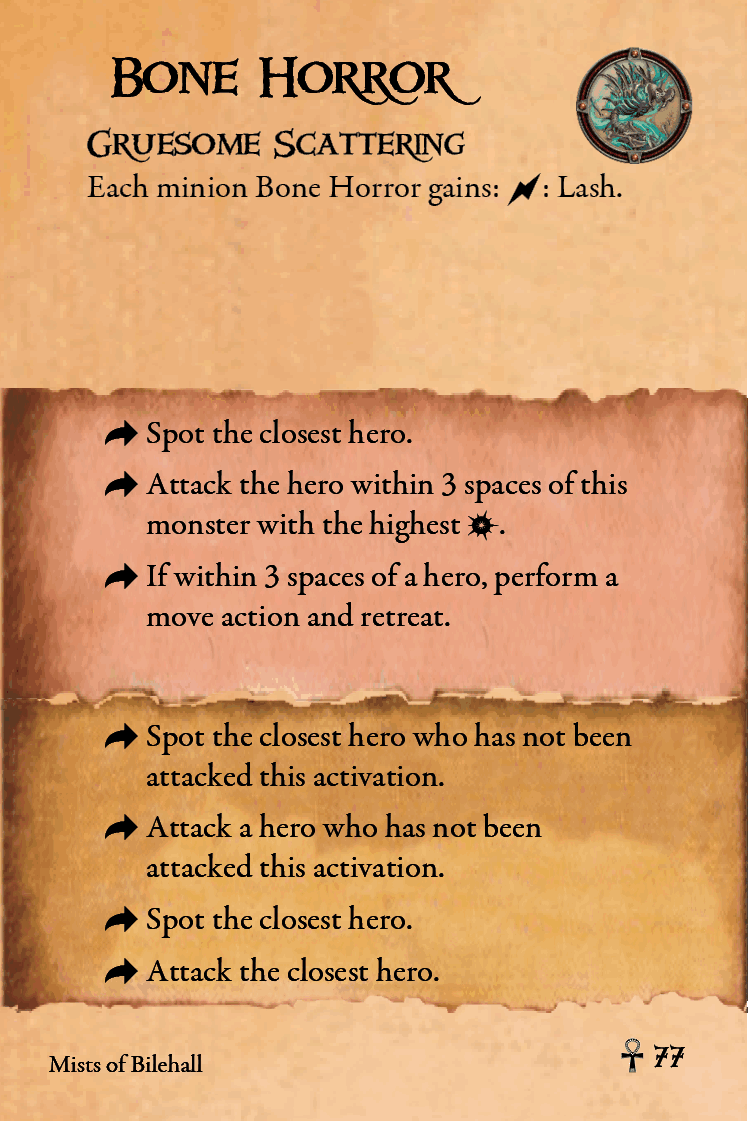 Bone Horror
Gruesome Scattering
Each minion Bone Horror gains: : Lash.
Spot the closest hero.
Attack the hero within 3 spaces of this
monster with the highest .
If within 3 spaces of a hero, perform a
move action and retreat.
Spot the closest hero who has not been
attacked this activation.
Attack a hero who has not been
attacked this activation.
Spot the closest hero.
Attack the closest hero.
Mists of Bilehall
77